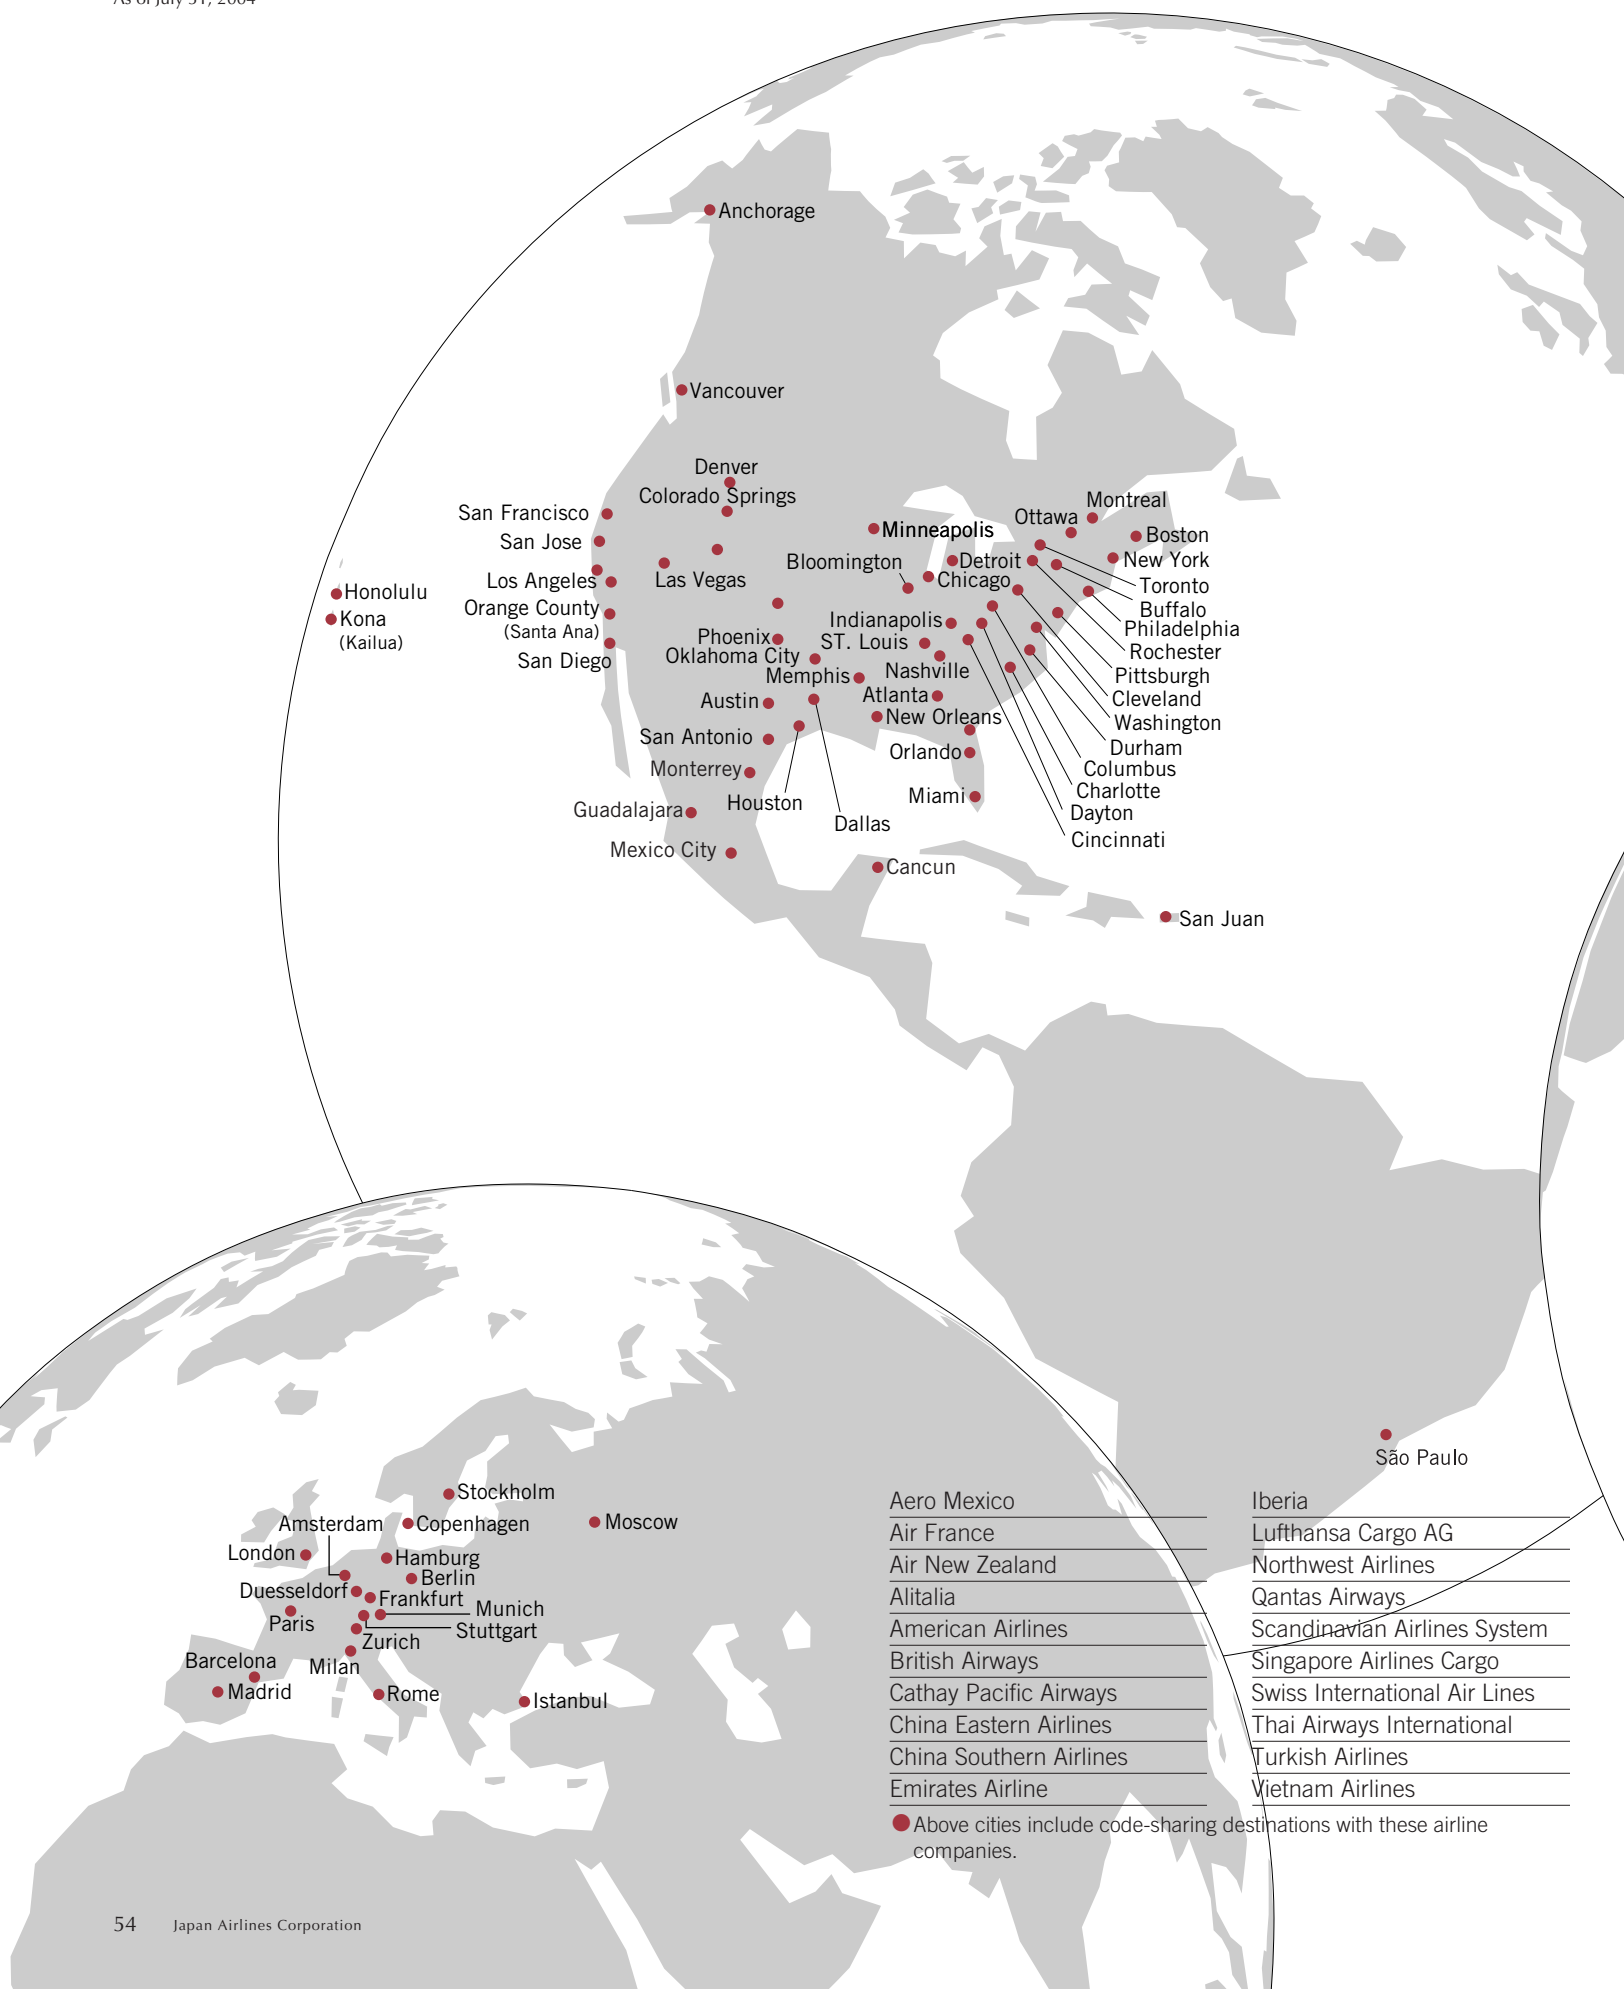 As of July 31, 2004
Anchorage
Vancouver
Denver
Colorado Springs
San Francisco
San Jose
Los Angeles
Las Vegas
Orange County
(Santa Ana)
San Diego
Honolulu
Kona
(Kailua)
Minneapolis
Bloomington
Detroit
Chicago
Ottawa
Montreal
Boston
New York
Toronto
Buffalo
Philadelphia
Rochester
Pittsburgh
Cleveland
Washington
Durham
Columbus
Charlotte
Dayton
Cincinnati
Indianapolis
Phoenix
ST. Louis
Oklahoma City
Nashville
Memphis
Atlanta
Austin
New Orleans
San Antonio
Orlando
Monterrey
Miami
Houston
Guadalajara
Dallas
Mexico City
Cancun
San Juan
São Paulo
Stockholm
Amsterdam
Copenhagen
Moscow
London
Hamburg
Berlin
Duesseldorf
Frankfurt
Munich
Paris
Stuttgart
Zurich
Barcelona
Milan
Madrid
Rome
Istanbul
Aero Mexico
Air France
Air New Zealand
Alitalia
American Airlines
British Airways
Cathay Pacific Airways
China Eastern Airlines
China Southern Airlines
Emirates Airline
Iberia
Lufthansa Cargo AG
Northwest Airlines
Qantas Airways
Scandinavian Airlines System
Singapore Airlines Cargo
Swiss International Air Lines
Thai Airways International
Turkish Airlines
Vietnam Airlines
Above cities include code-sharing destinations with these airline
companies.
54 Japan Airlines Corporation